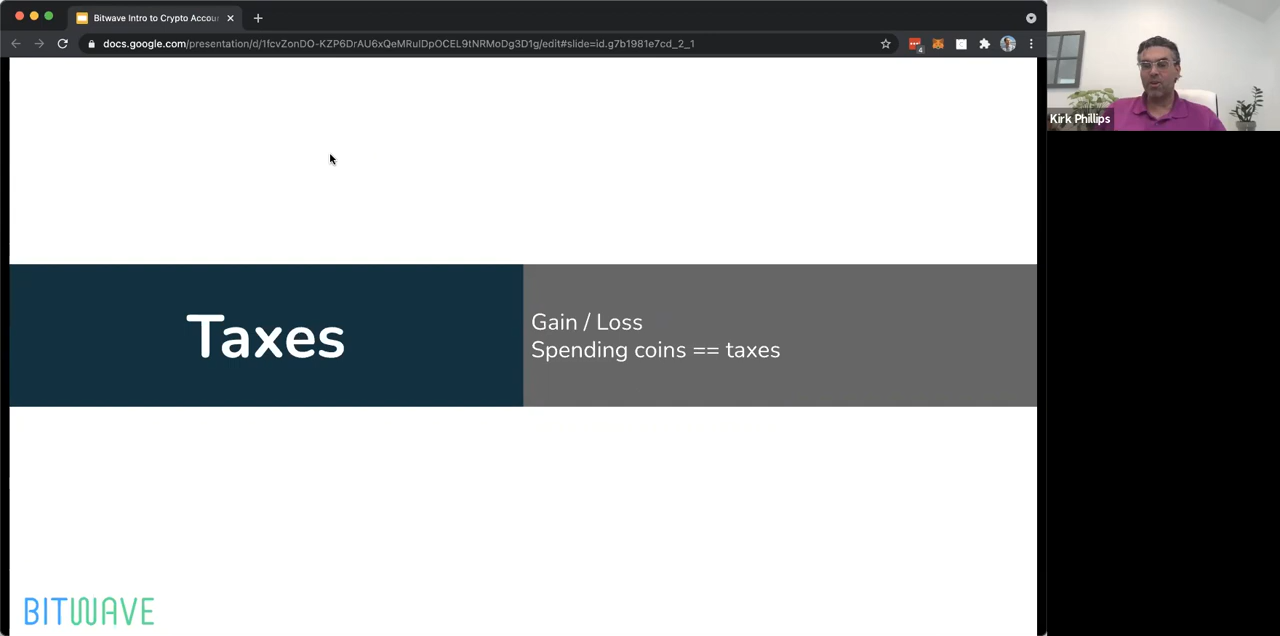 Bitwave Intro to Crypto Accou
docs.google.com/presentation/d/1fcvZonDO-KZP6DrAU6xQeMRulDpOCEL9tNRMoDg3D1g/edit#slide=id.g7b1981e7cd_2_1
Kirk Phillips
Taxes
Gain / Loss
Spending coins == taxes
BITWAVE